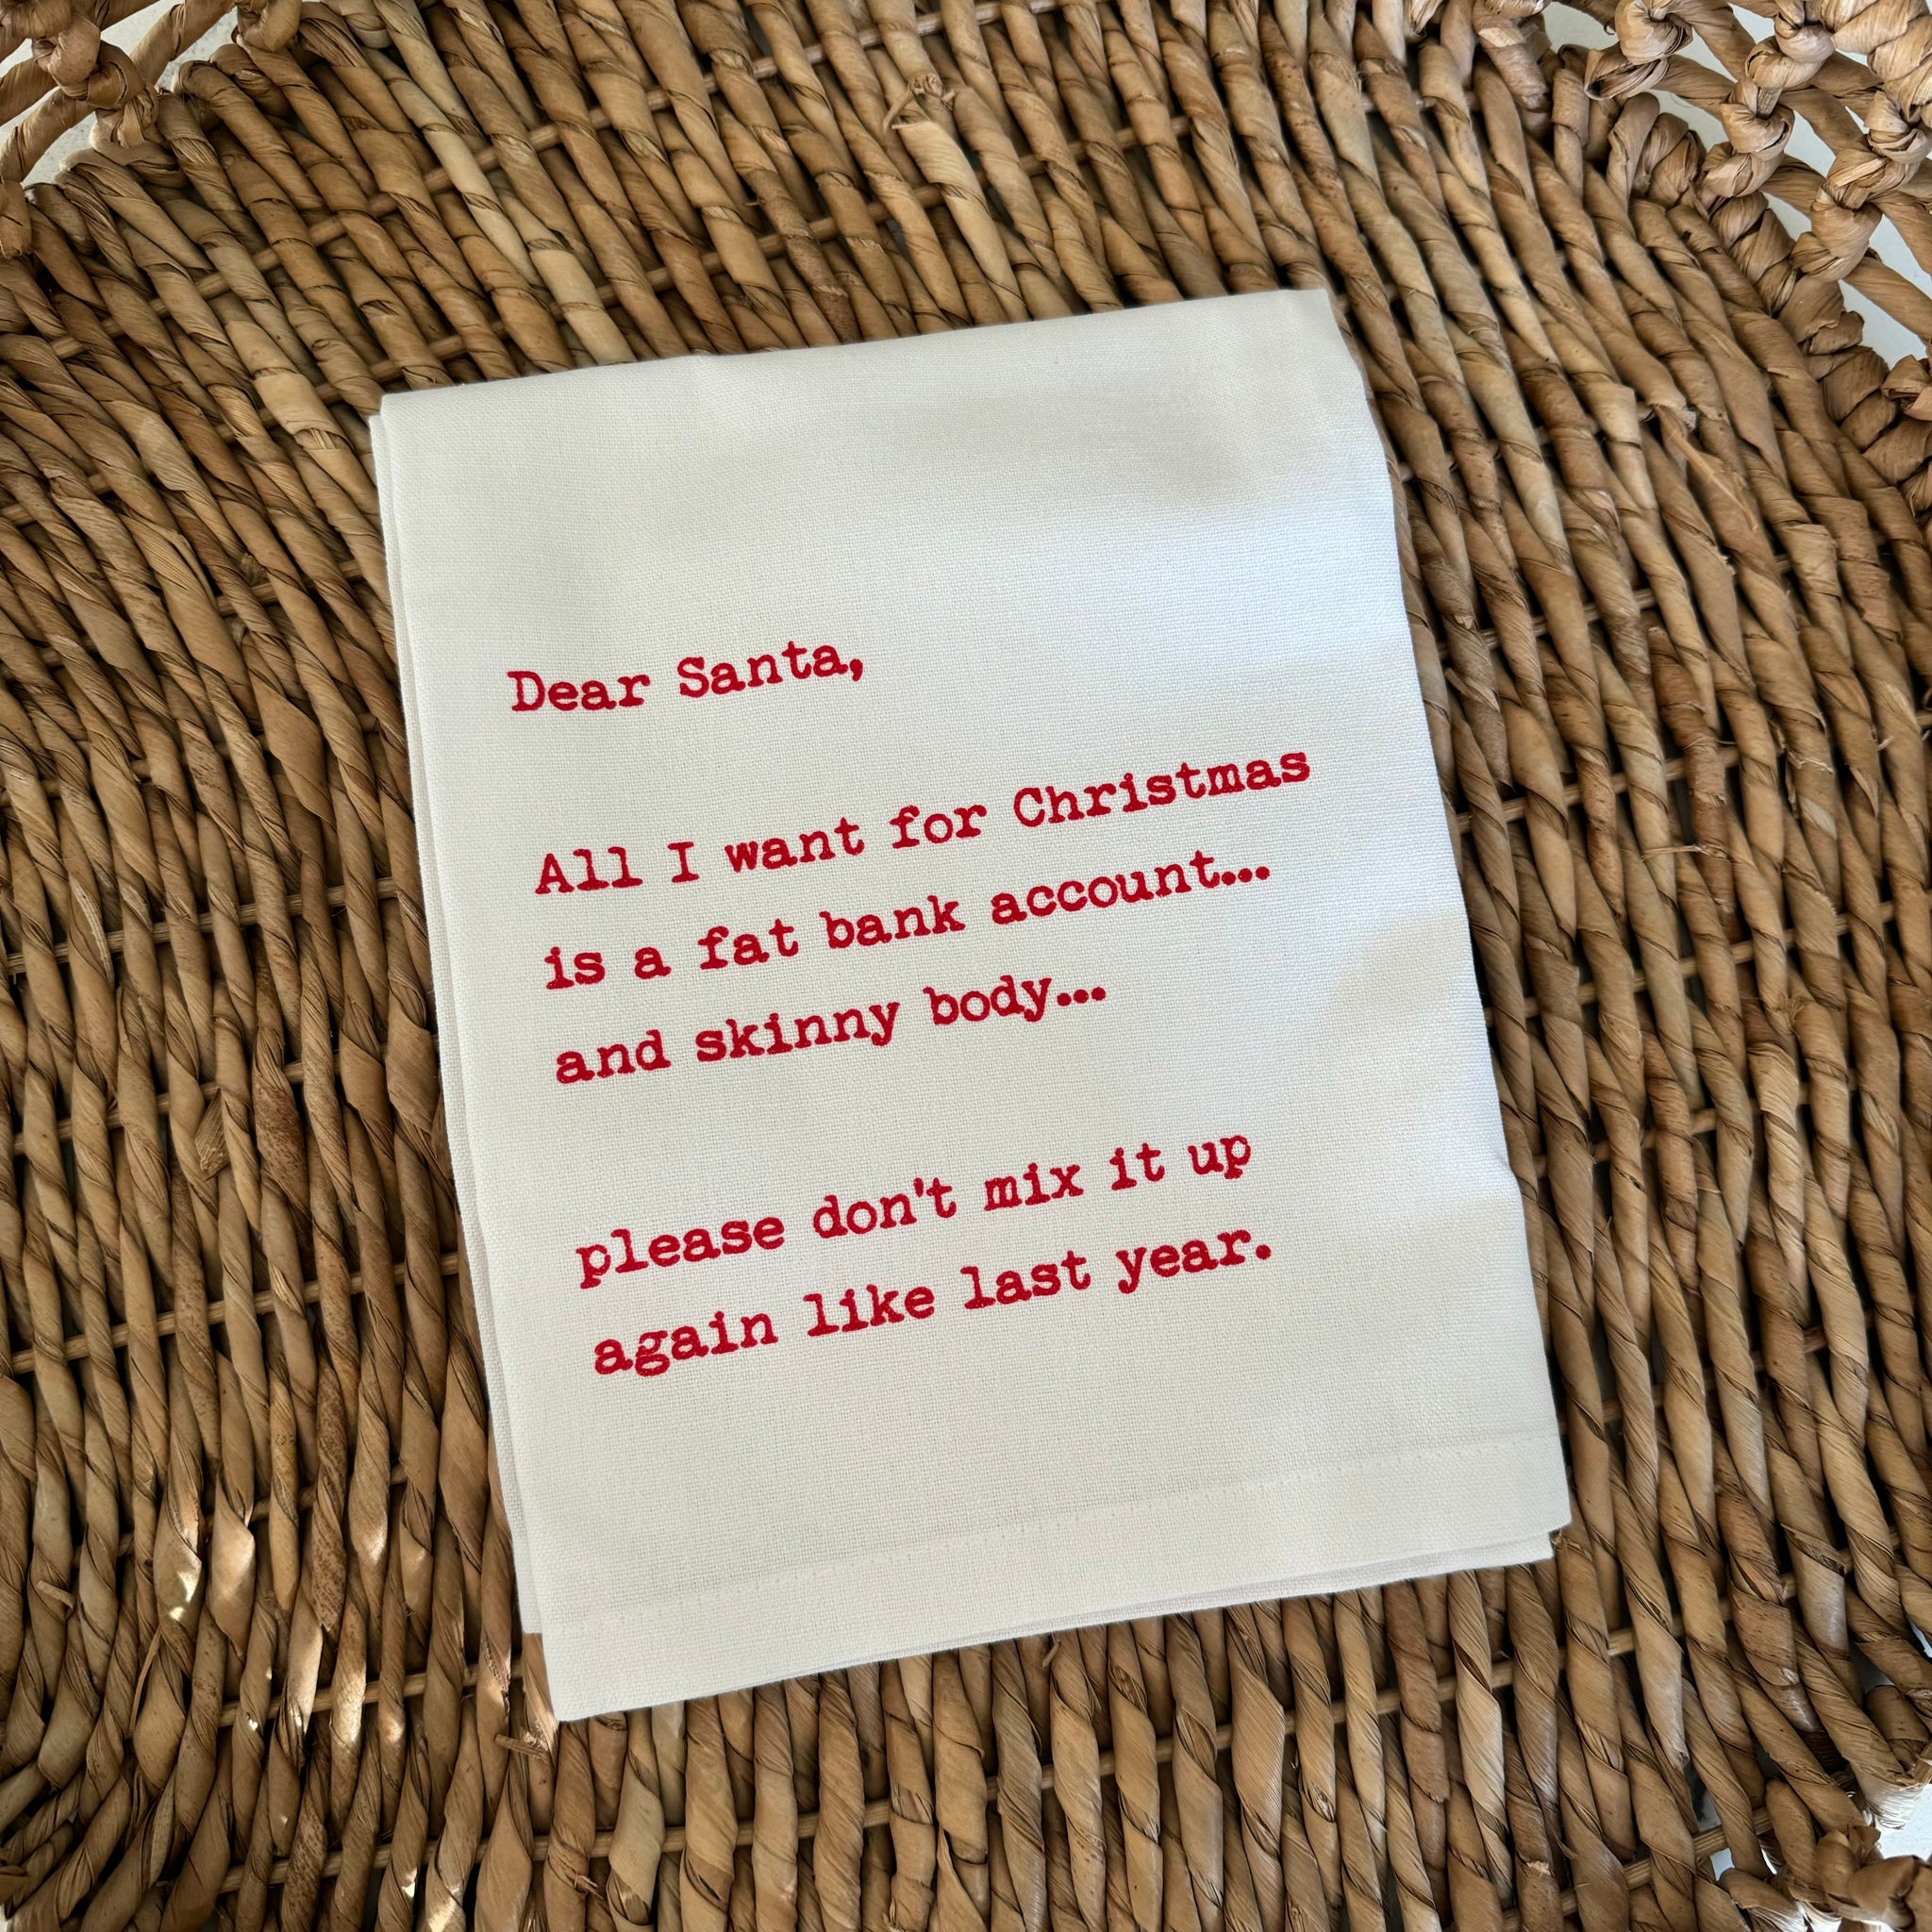 Dear Santa,
All I want for Christmas
is a fat bank account...
and skinny body...
please don't mix it up
again like last year.